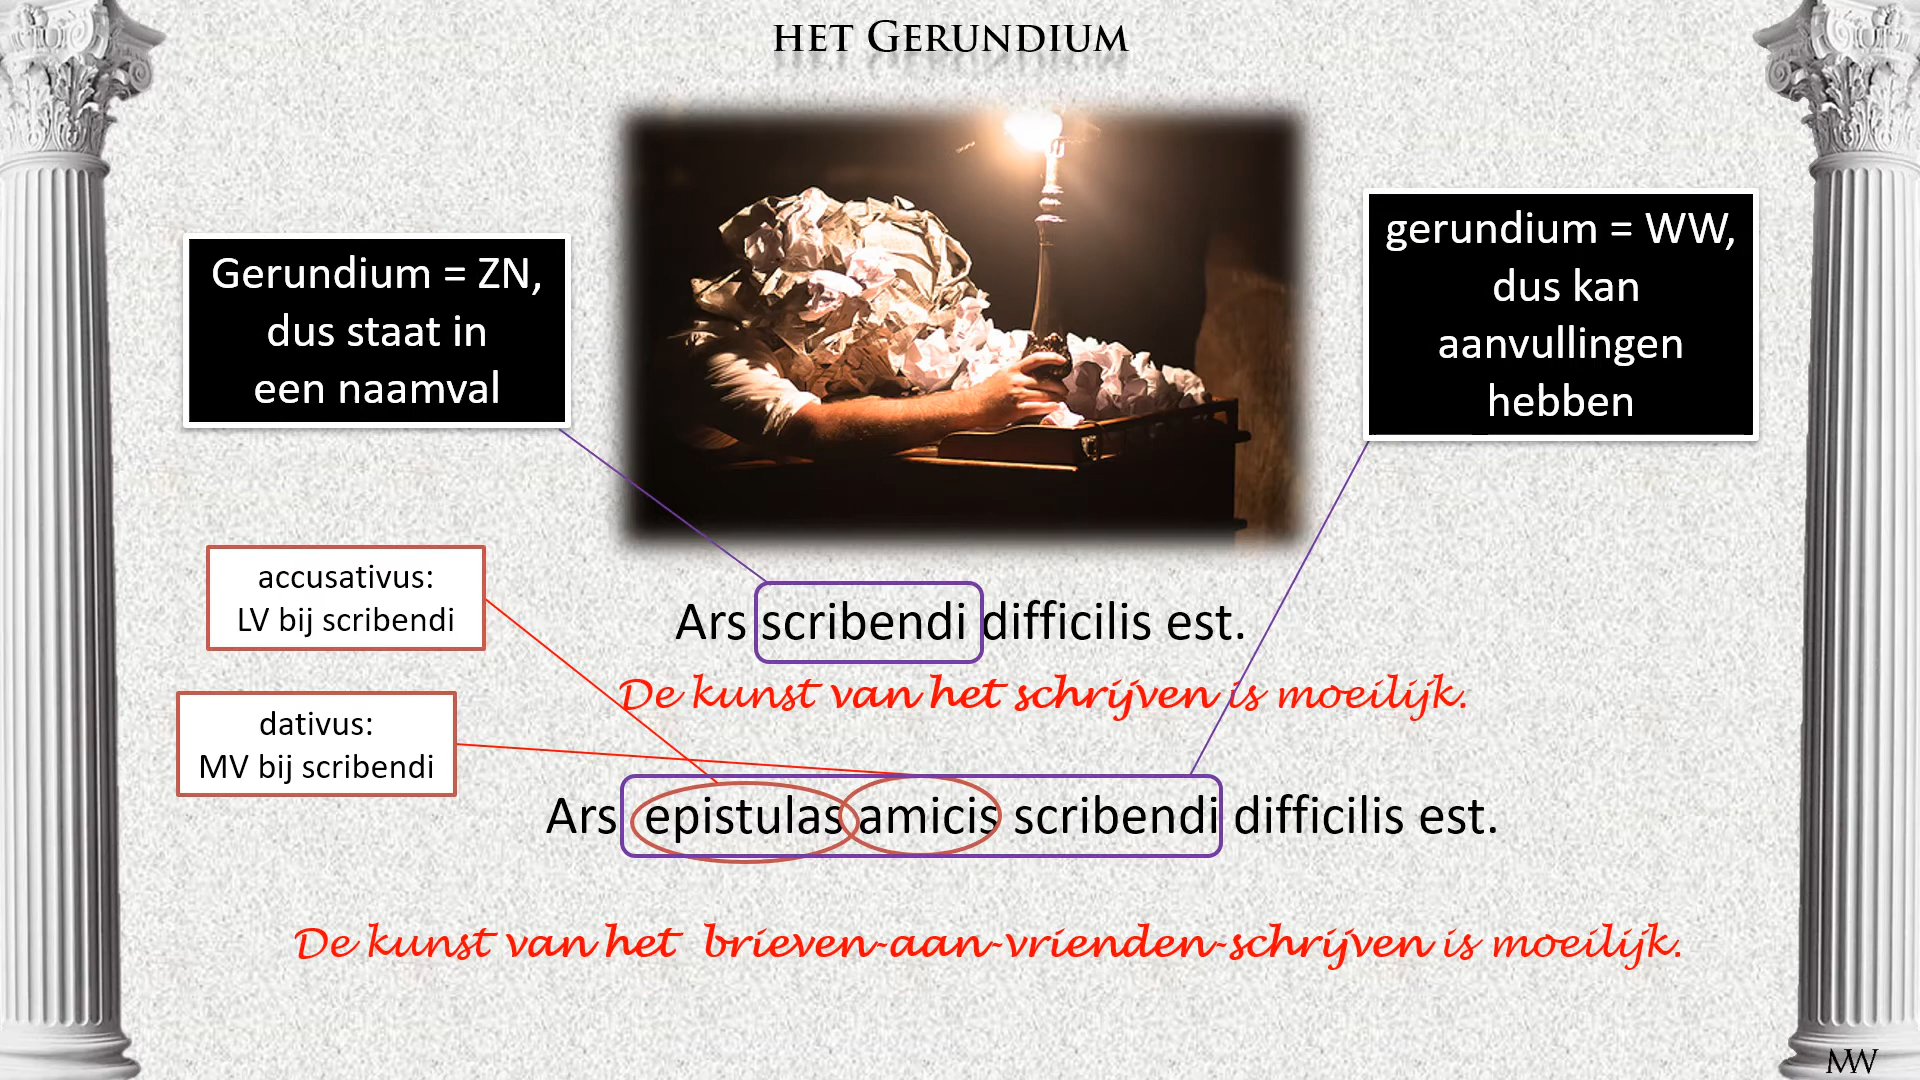 HET GERUNDIUM
Gerundium = ZN,
dus staat in
een naamval
gerundium = WW,
dus kan
aanvullingen
hebben
accusativus:
LV bij scribendi
Ars scribendi difficilis est.
De kunst van het schrijven is moeilijk.
dativus:
MV bij scribendi
Ars epistulas amicis scribendi difficilis est.
De kunst van het brieven-aan-vrienden-schrijven is moeilijk.
MW